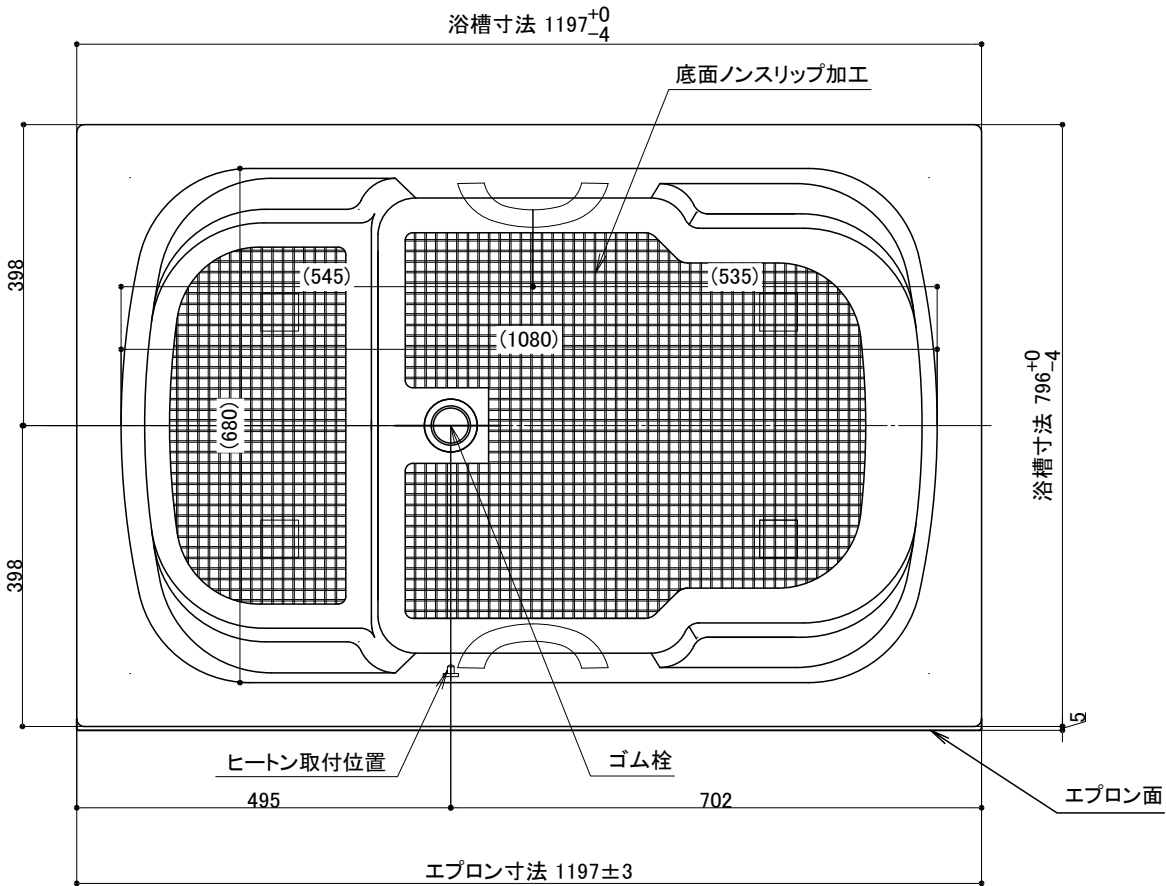 浴槽寸法 1197+0 -4
底面ノンスリップ加工
398
(545)
(535)
(1080)
浴槽寸法 796+0 -4
(680)
398
5
ヒートン取付位置
ゴム栓
495
702
エプロン面
エプロン寸法 1197±3